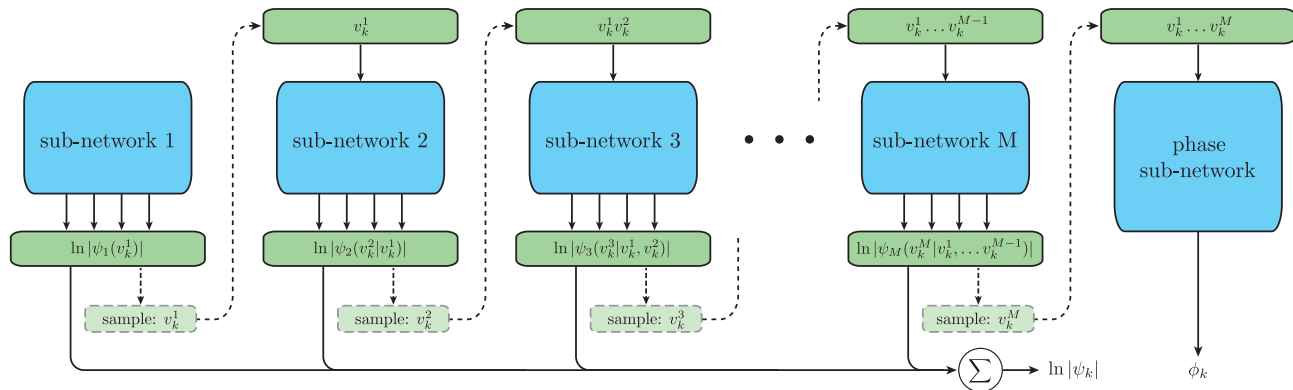 v_k^1
v_k^1 v_k^2
v_k^1 … v_k^{M−1}
v_k^1 … v_k^M
sub-network 1
sub-network 2
sub-network 3
• • •
sub-network M
phase
sub-network
ln |ψ_1(v_k^1)|
ln |ψ_2(v_k^2|v_k^1)|
ln |ψ_3(v_k^3|v_k^1, v_k^2)|
ln |ψ_M(v_k^M|v_k^1, … v_k^{M−1})|
sample: v_k^1
sample: v_k^2
sample: v_k^3
sample: v_k^M
∑
ln |ψ_k|
ϕ_k